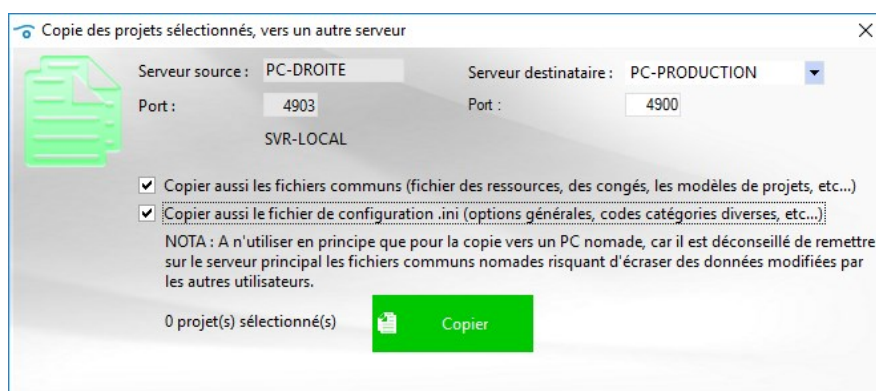 Copie des projets sélectionnés, vers un autre serveur
Serveur source : PC-DROITE Serveur destinataire : PC-PRODUCTION
Port : 4903 Port : 4900
SVR-LOCAL
Copier aussi les fichiers communs (fichier des ressources, des congés, les modèles de projets, etc...)
Copier aussi le fichier de configuration .ini (options générales, codes catégories diverses, etc...)
NOTA : A n'utiliser en principe que pour la copie vers un PC nomade, car il est déconseillé de remettre
sur le serveur principal les fichiers communs nomades risquant d'écraser des données modifiées par
les autres utilisateurs.
0 projet(s) sélectionné(s) Copier